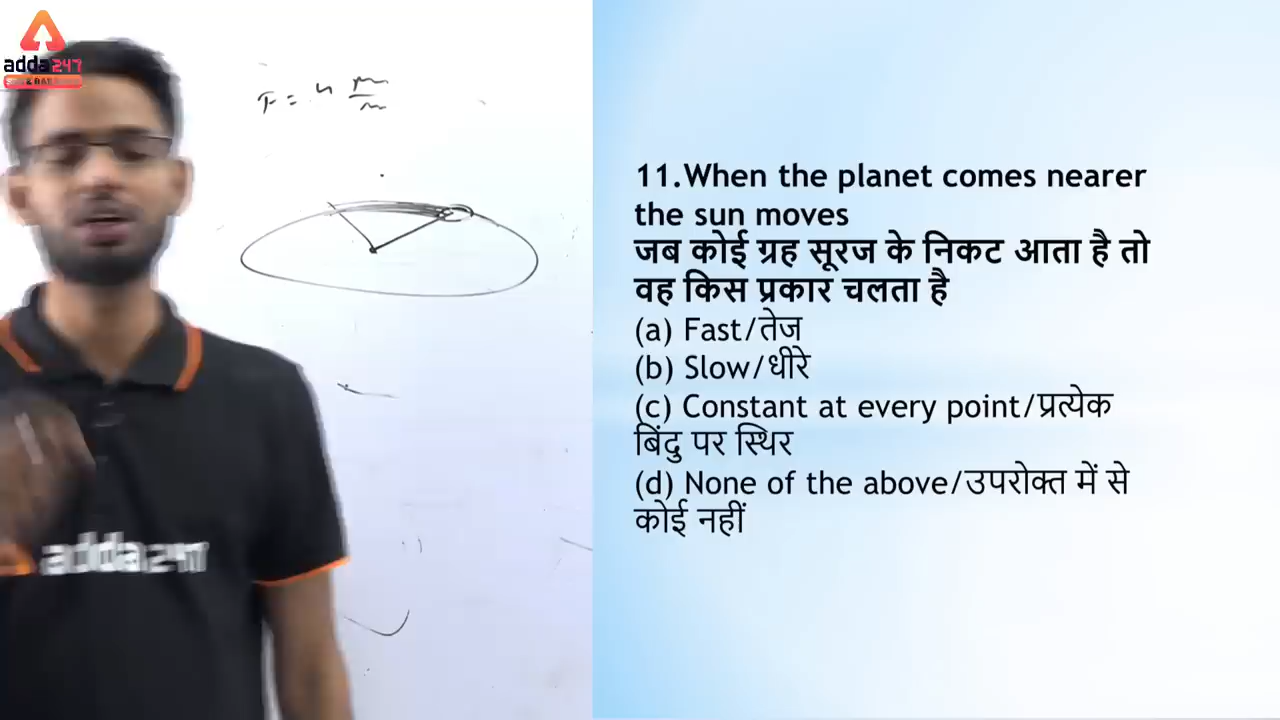 adda247
11.When the planet comes nearer
the sun moves
जब कोई ग्रह सूरज के निकट आता है तो
वह किस प्रकार चलता है
(a) Fast/तेज
(b) Slow/धीरे
(c) Constant at every point/प्रत्येक
बिंदु पर स्थिर
(d) None of the above/उपरोक्त में से
कोई नहीं
adda247